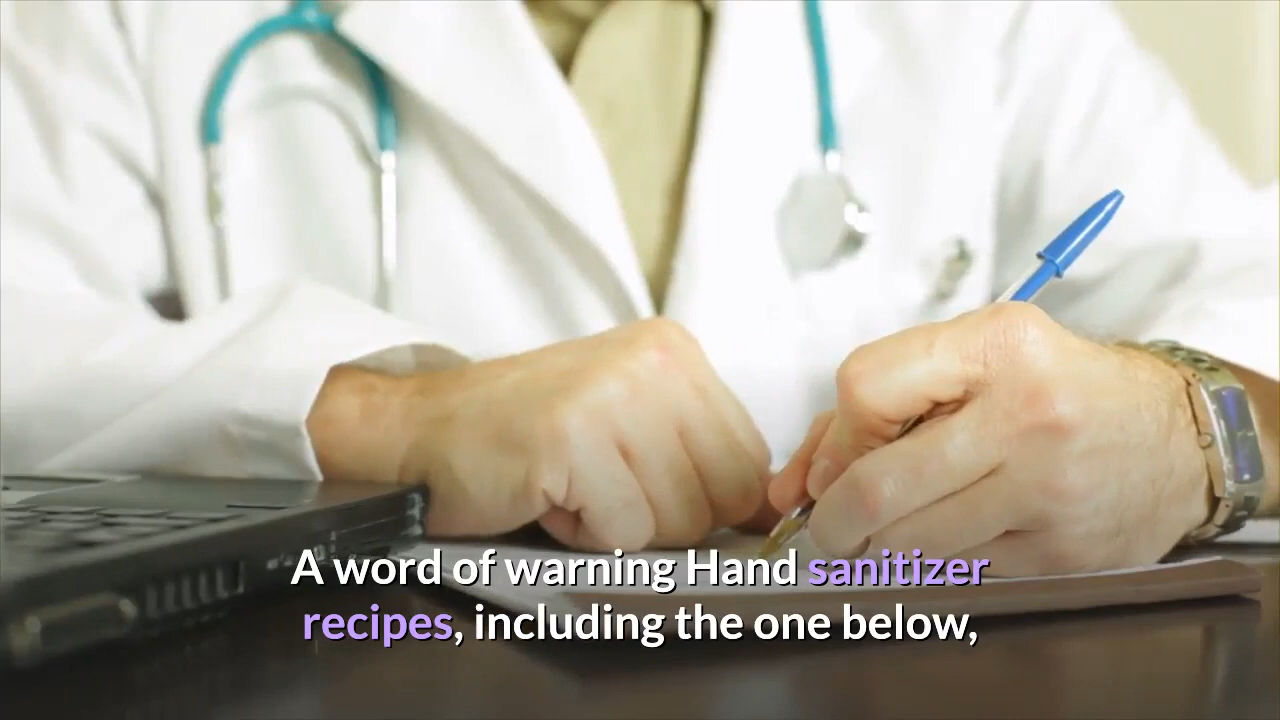 A word of warning Hand sanitizer
recipes, including the one below,